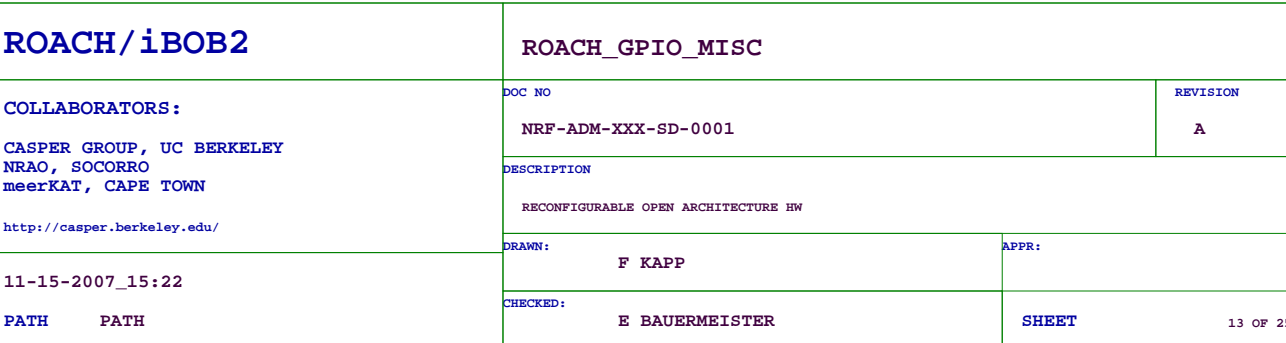 ROACH/iBOB2
ROACH_GPIO_MISC
COLLABORATORS:
CASPER GROUP, UC BERKELEY
NRAO, SOCORRO
meerKAT, CAPE TOWN
http://casper.berkeley.edu/
11-15-2007_15:22
PATH PATH
DOC NO
NRF-ADM-XXX-SD-0001
REVISION
A
DESCRIPTION
RECONFIGURABLE OPEN ARCHITECTURE HW
DRAWN:
F KAPP
APPR:
CHECKED:
E BAUERMEISTER
SHEET 13 OF